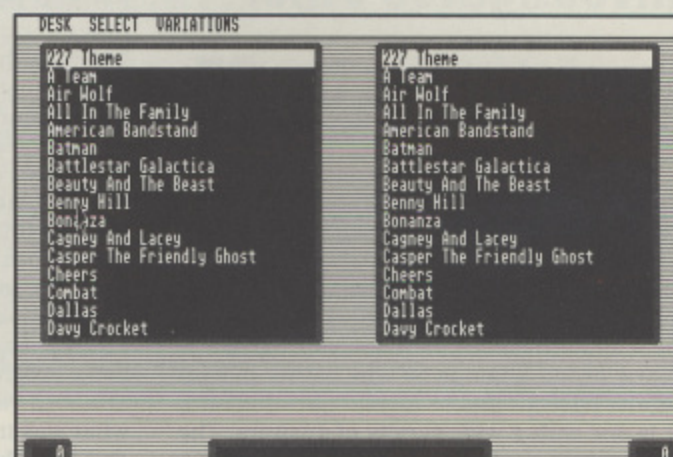 DESK SELECT VARIATIONS
227 Theme
A Team
Air Wolf
All In The Family
American Bandstand
Batman
Battlestar Galactica
Beauty And The Beast
Benny Hill
Bonanza
Cagney And Lacey
Casper The Friendly Ghost
Cheers
Combat
Dallas
Davy Crocket
227 Theme
A Team
Air Wolf
All In The Family
American Bandstand
Batman
Battlestar Galactica
Beauty And The Beast
Benny Hill
Bonanza
Cagney And Lacey
Casper The Friendly Ghost
Cheers
Combat
Dallas
Davy Crocket
0
0